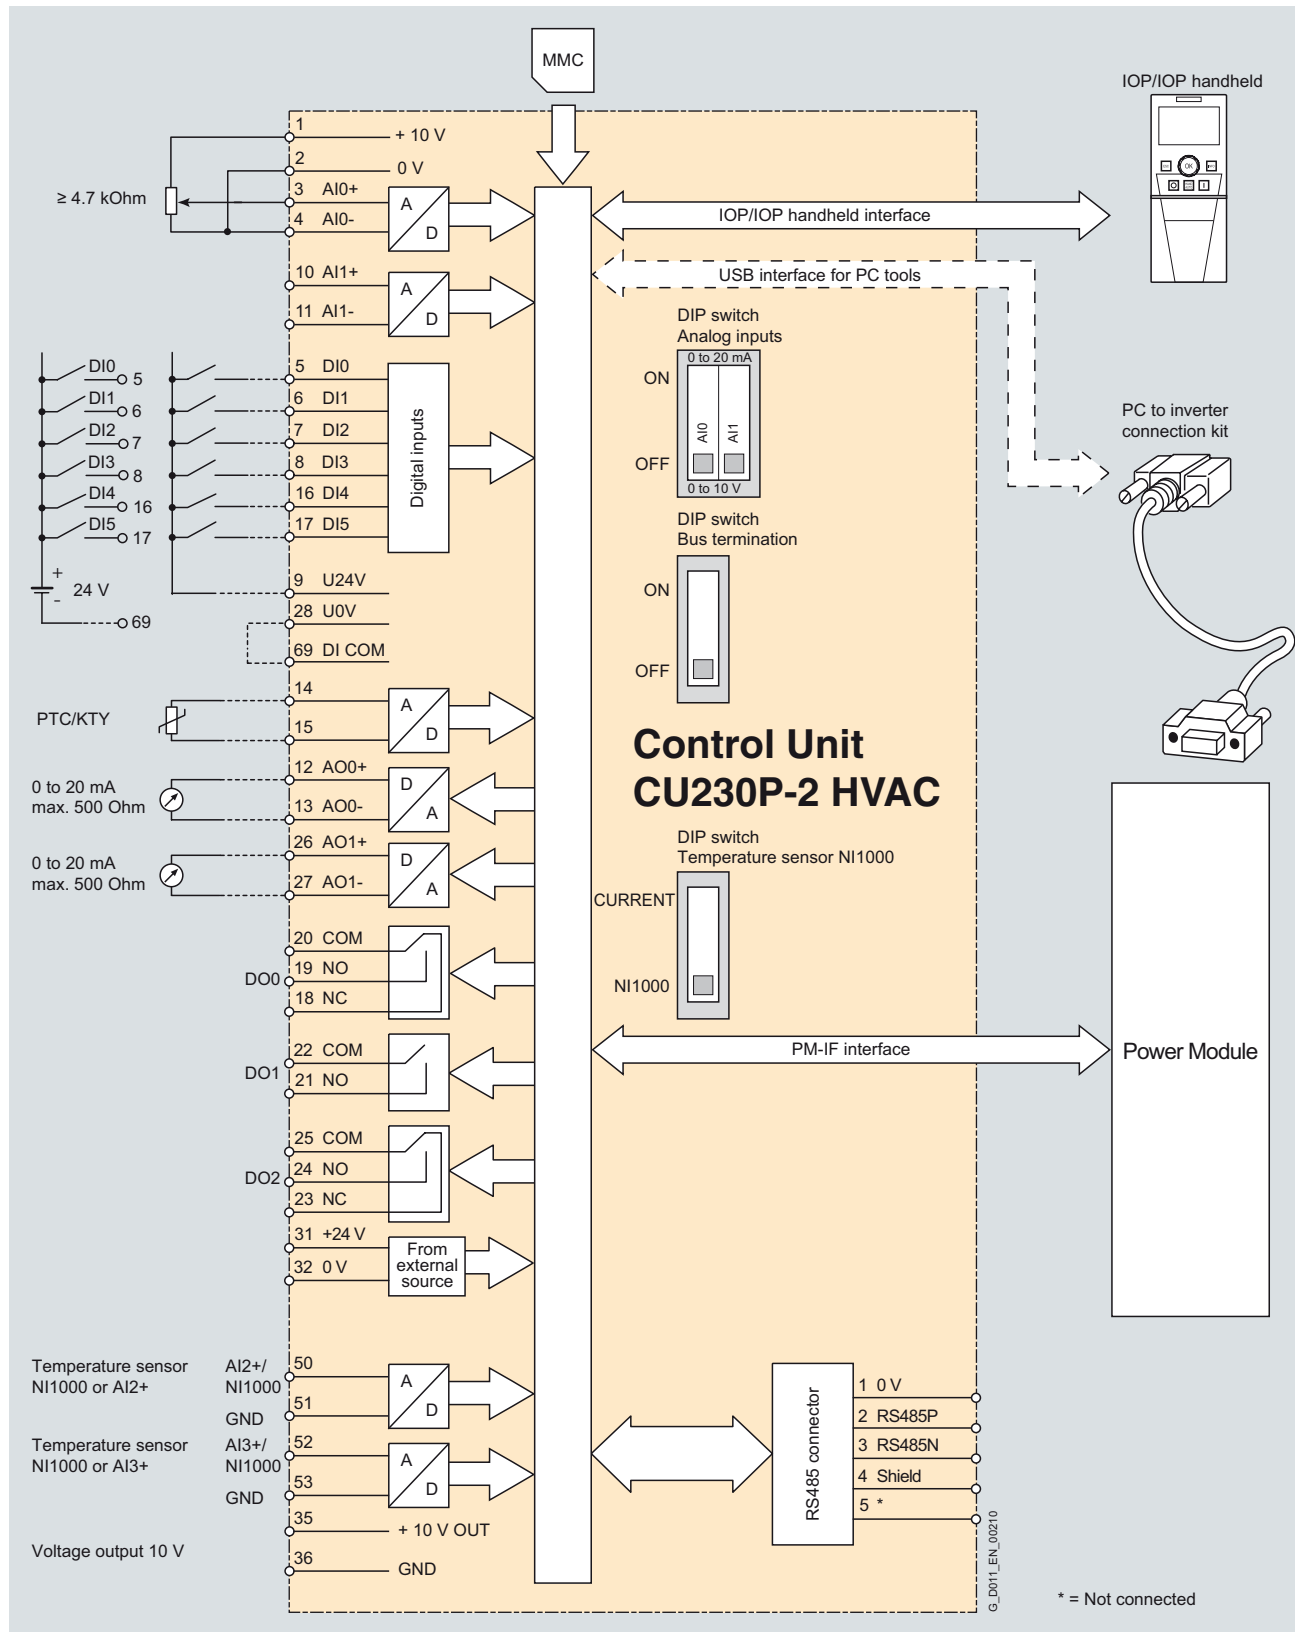 MMC
IOP/IOP handheld
1
+ 10 V
2
0 V
≥ 4.7 kOhm
3 AI0+
4 AI0-
A
D
IOP/IOP handheld interface
OK
10 AI1+
11 AI1-
A
D
USB interface for PC tools
DIP switch
Analog inputs
0 to 20 mA
ON
AI0
AI1
OFF
0 to 10 V
DI0
5
DI1
6
DI2
7
DI3
8
DI4
16
DI5
17
5 DI0
6 DI1
7 DI2
8 DI3
16 DI4
17 DI5
Digital inputs
PC to inverter
connection kit
DIP switch
Bus termination
ON
OFF
+
-
24 V
69
9 U24V
28 U0V
69 DI COM
PTC/KTY
14
15
A
D
Control Unit
CU230P-2 HVAC
0 to 20 mA
max. 500 Ohm
12 AO0+
13 AO0-
D
A
0 to 20 mA
max. 500 Ohm
26 AO1+
27 AO1-
D
A
DIP switch
Temperature sensor NI1000
CURRENT
NI1000
DO0
20 COM
19 NO
18 NC
DO1
22 COM
21 NO
PM-IF interface
Power Module
DO2
25 COM
24 NO
23 NC
31 +24 V
32 0 V
From
external
source
Temperature sensor
NI1000 or AI2+
AI2+/
NI1000
GND
50
51
A
D
Temperature sensor
NI1000 or AI3+
AI3+/
NI1000
GND
52
53
A
D
RS485 connector
1 0 V
2 RS485P
3 RS485N
4 Shield
5 *
Voltage output 10 V
35
+ 10 V OUT
36
GND
G_D011_EN_00210
* = Not connected